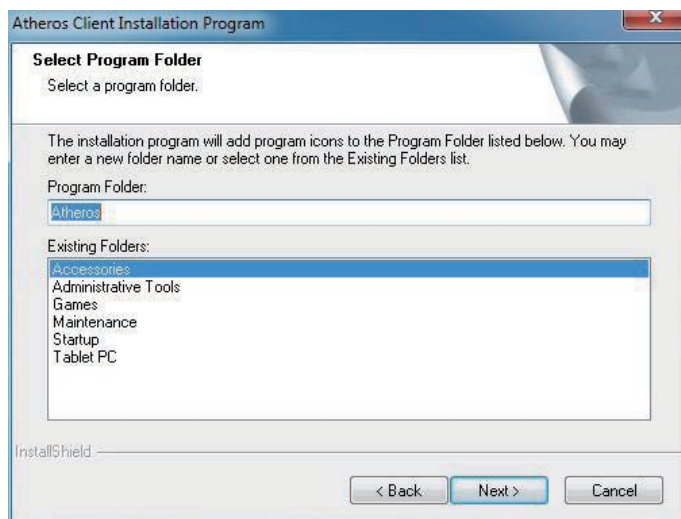 Atheros Client Installation Program
Select Program Folder
Select a program folder.
The installation program will add program icons to the Program Folder listed below. You may
enter a new folder name or select one from the Existing Folders list.
Program Folder:
Atheros
Existing Folders:
Accessories
Administrative Tools
Games
Maintenance
Startup
Tablet PC
InstallShield
< Back
Next >
Cancel